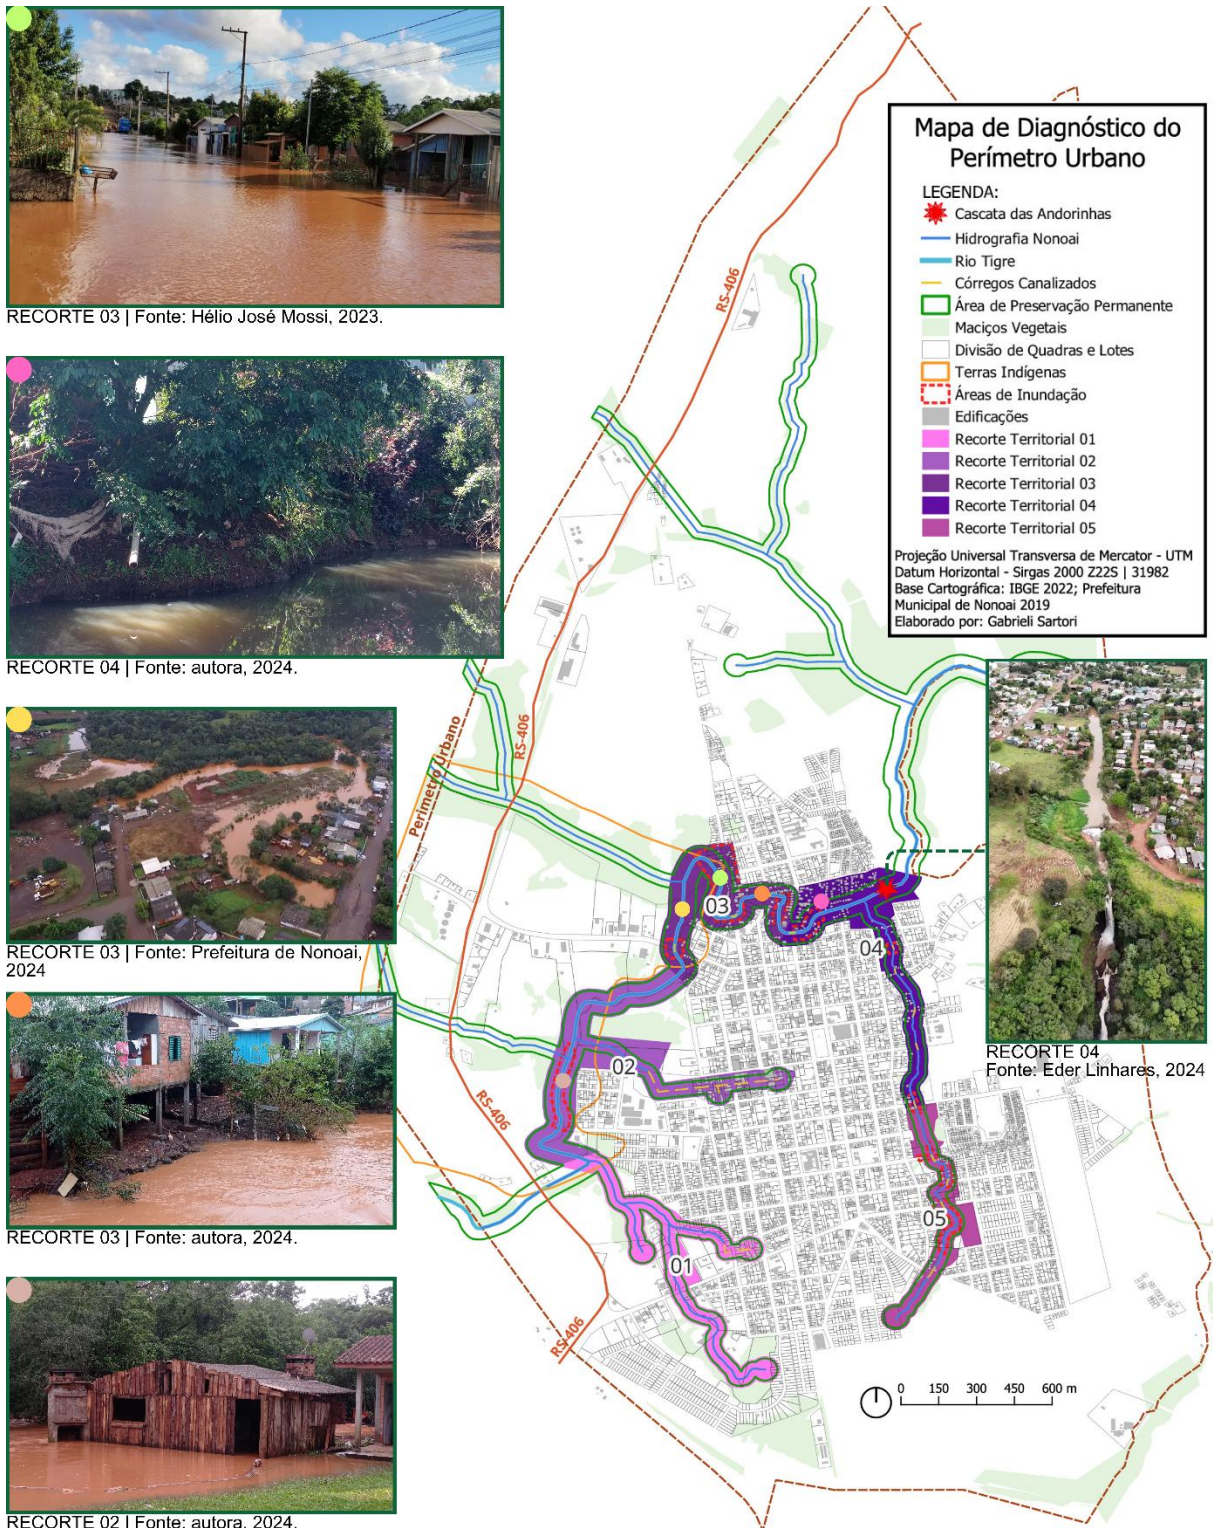 RECORTE 03 | Fonte: Hélio José Mossi, 2023.
RECORTE 04 | Fonte: autora, 2024.
RECORTE 03 | Fonte: Prefeitura de Nonoai,
2024
RECORTE 03 | Fonte: autora, 2024.
RECORTE 02 | Fonte: autora, 2024.
Mapa de Diagnóstico do
Perímetro Urbano
LEGENDA:
Cascata das Andorinhas
Hidrografia Nonoai
Rio Tigre
Córregos Canalizados
Área de Preservação Permanente
Maciços Vegetais
Divisão de Quadras e Lotes
Terras Indígenas
Áreas de Inundação
Edificações
Recorte Territorial 01
Recorte Territorial 02
Recorte Territorial 03
Recorte Territorial 04
Recorte Territorial 05
Projeção Universal Transversa de Mercator - UTM
Datum Horizontal - Sirgas 2000 Z22S | 31982
Base Cartográfica: IBGE 2022; Prefeitura
Municipal de Nonoai 2019
Elaborado por: Gabrieli Sartori
RS-406
RS-406
Perímetro Urbano
03
04
02
RECORTE 04
Fonte: Eder Linhares, 2024
RS-406
05
01
RS-406
0 150 300 450 600 m